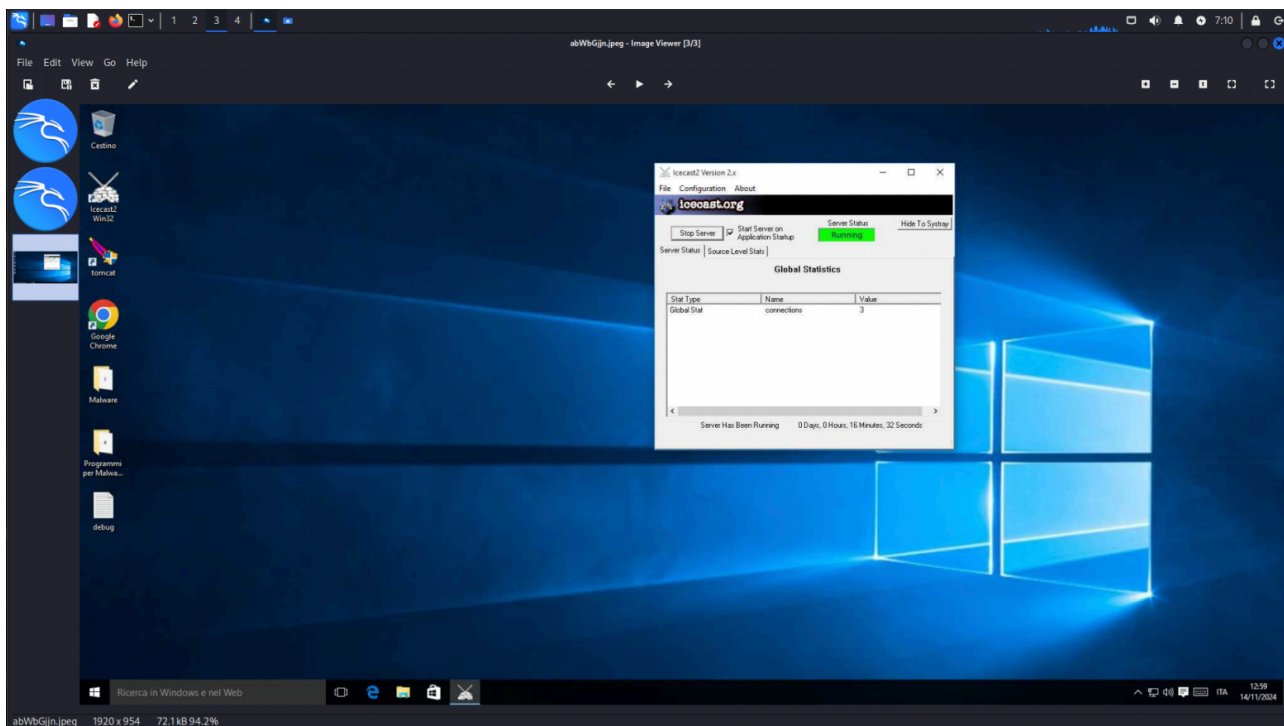 1 2 3 4
7:10
abWbGijn.jpeg - Image Viewer [3/3]
File Edit View Go Help
Cestino
Icecast2
Win32
tomcat
Google
Chrome
Malware
Programmi
per Malwa...
debug
Icecast2 Version 2.x
File Configuration About
icecast.org
Stop Server
Start Server on
Application Startup
Server Status
Running
Hide To Systray
Server Status Source Level Stats
Global Statistics
Stat Type Name Value
Global Stat connections 3
Server Has Been Running 0 Days, 0 Hours, 16 Minutes, 32 Seconds
Ricerca in Windows e nel Web
ITA
12:59
14/11/2024
abWbGijn.jpeg 1920 x 954 72.1 kB 94.2%